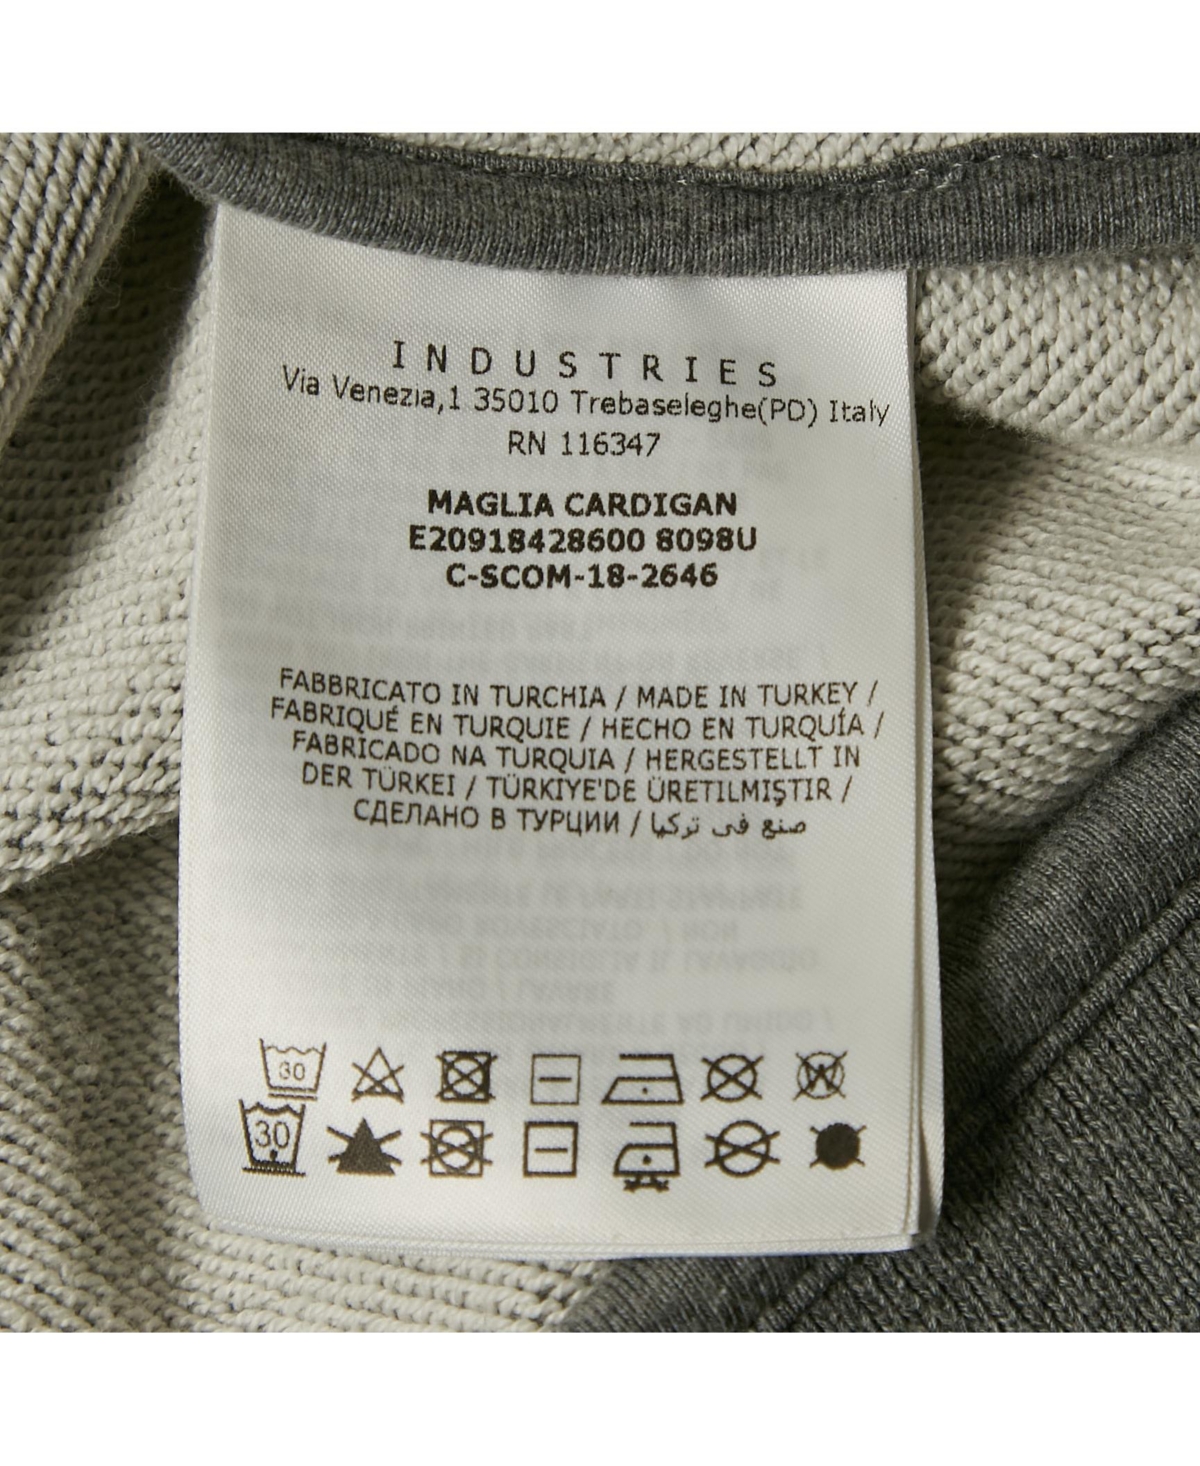 INDUSTRIES
Via Venezia,1 35010 Trebaseleghe(PD) Italy
RN 116347
MAGLIA CARDIGAN
E20918428600 8098U
C-SCOM-18-2646
FABBRICATO IN TURCHIA / MADE IN TURKEY /
FABRIQUÉ EN TURQUIE / HECHO EN TURQUÍA /
FABRICADO NA TURQUIA / HERGESTELLT IN
DER TÜRKEI / TÜRKIYE'DE ÜRETILMIŞTIR /
СДЕЛАНО В ТУРЦИИ / صنع في تركيا
30
W
30